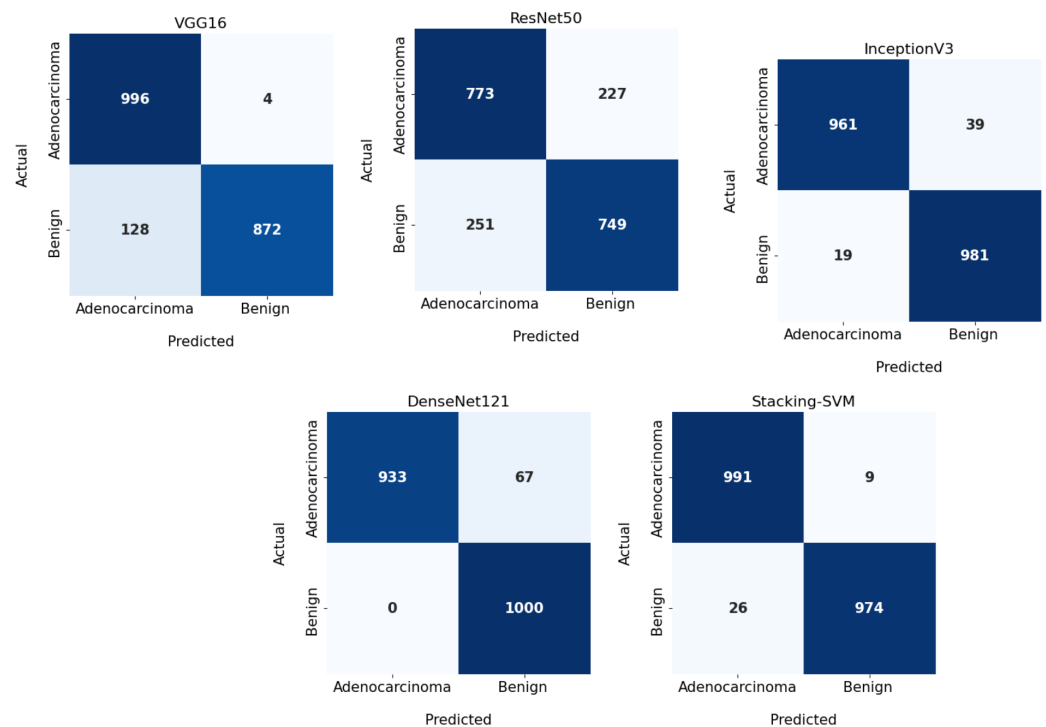 VGG16
Adenocarcinoma
996 4
Actual
Benign
128 872
Adenocarcinoma Benign
Predicted
ResNet50
Adenocarcinoma
773 227
Actual
Benign
251 749
Adenocarcinoma Benign
Predicted
InceptionV3
Adenocarcinoma
961 39
Actual
Benign
19 981
Adenocarcinoma Benign
Predicted
DenseNet121
Adenocarcinoma
933 67
Actual
Benign
0 1000
Adenocarcinoma Benign
Predicted
Stacking-SVM
Adenocarcinoma
991 9
Actual
Benign
26 974
Adenocarcinoma Benign
Predicted